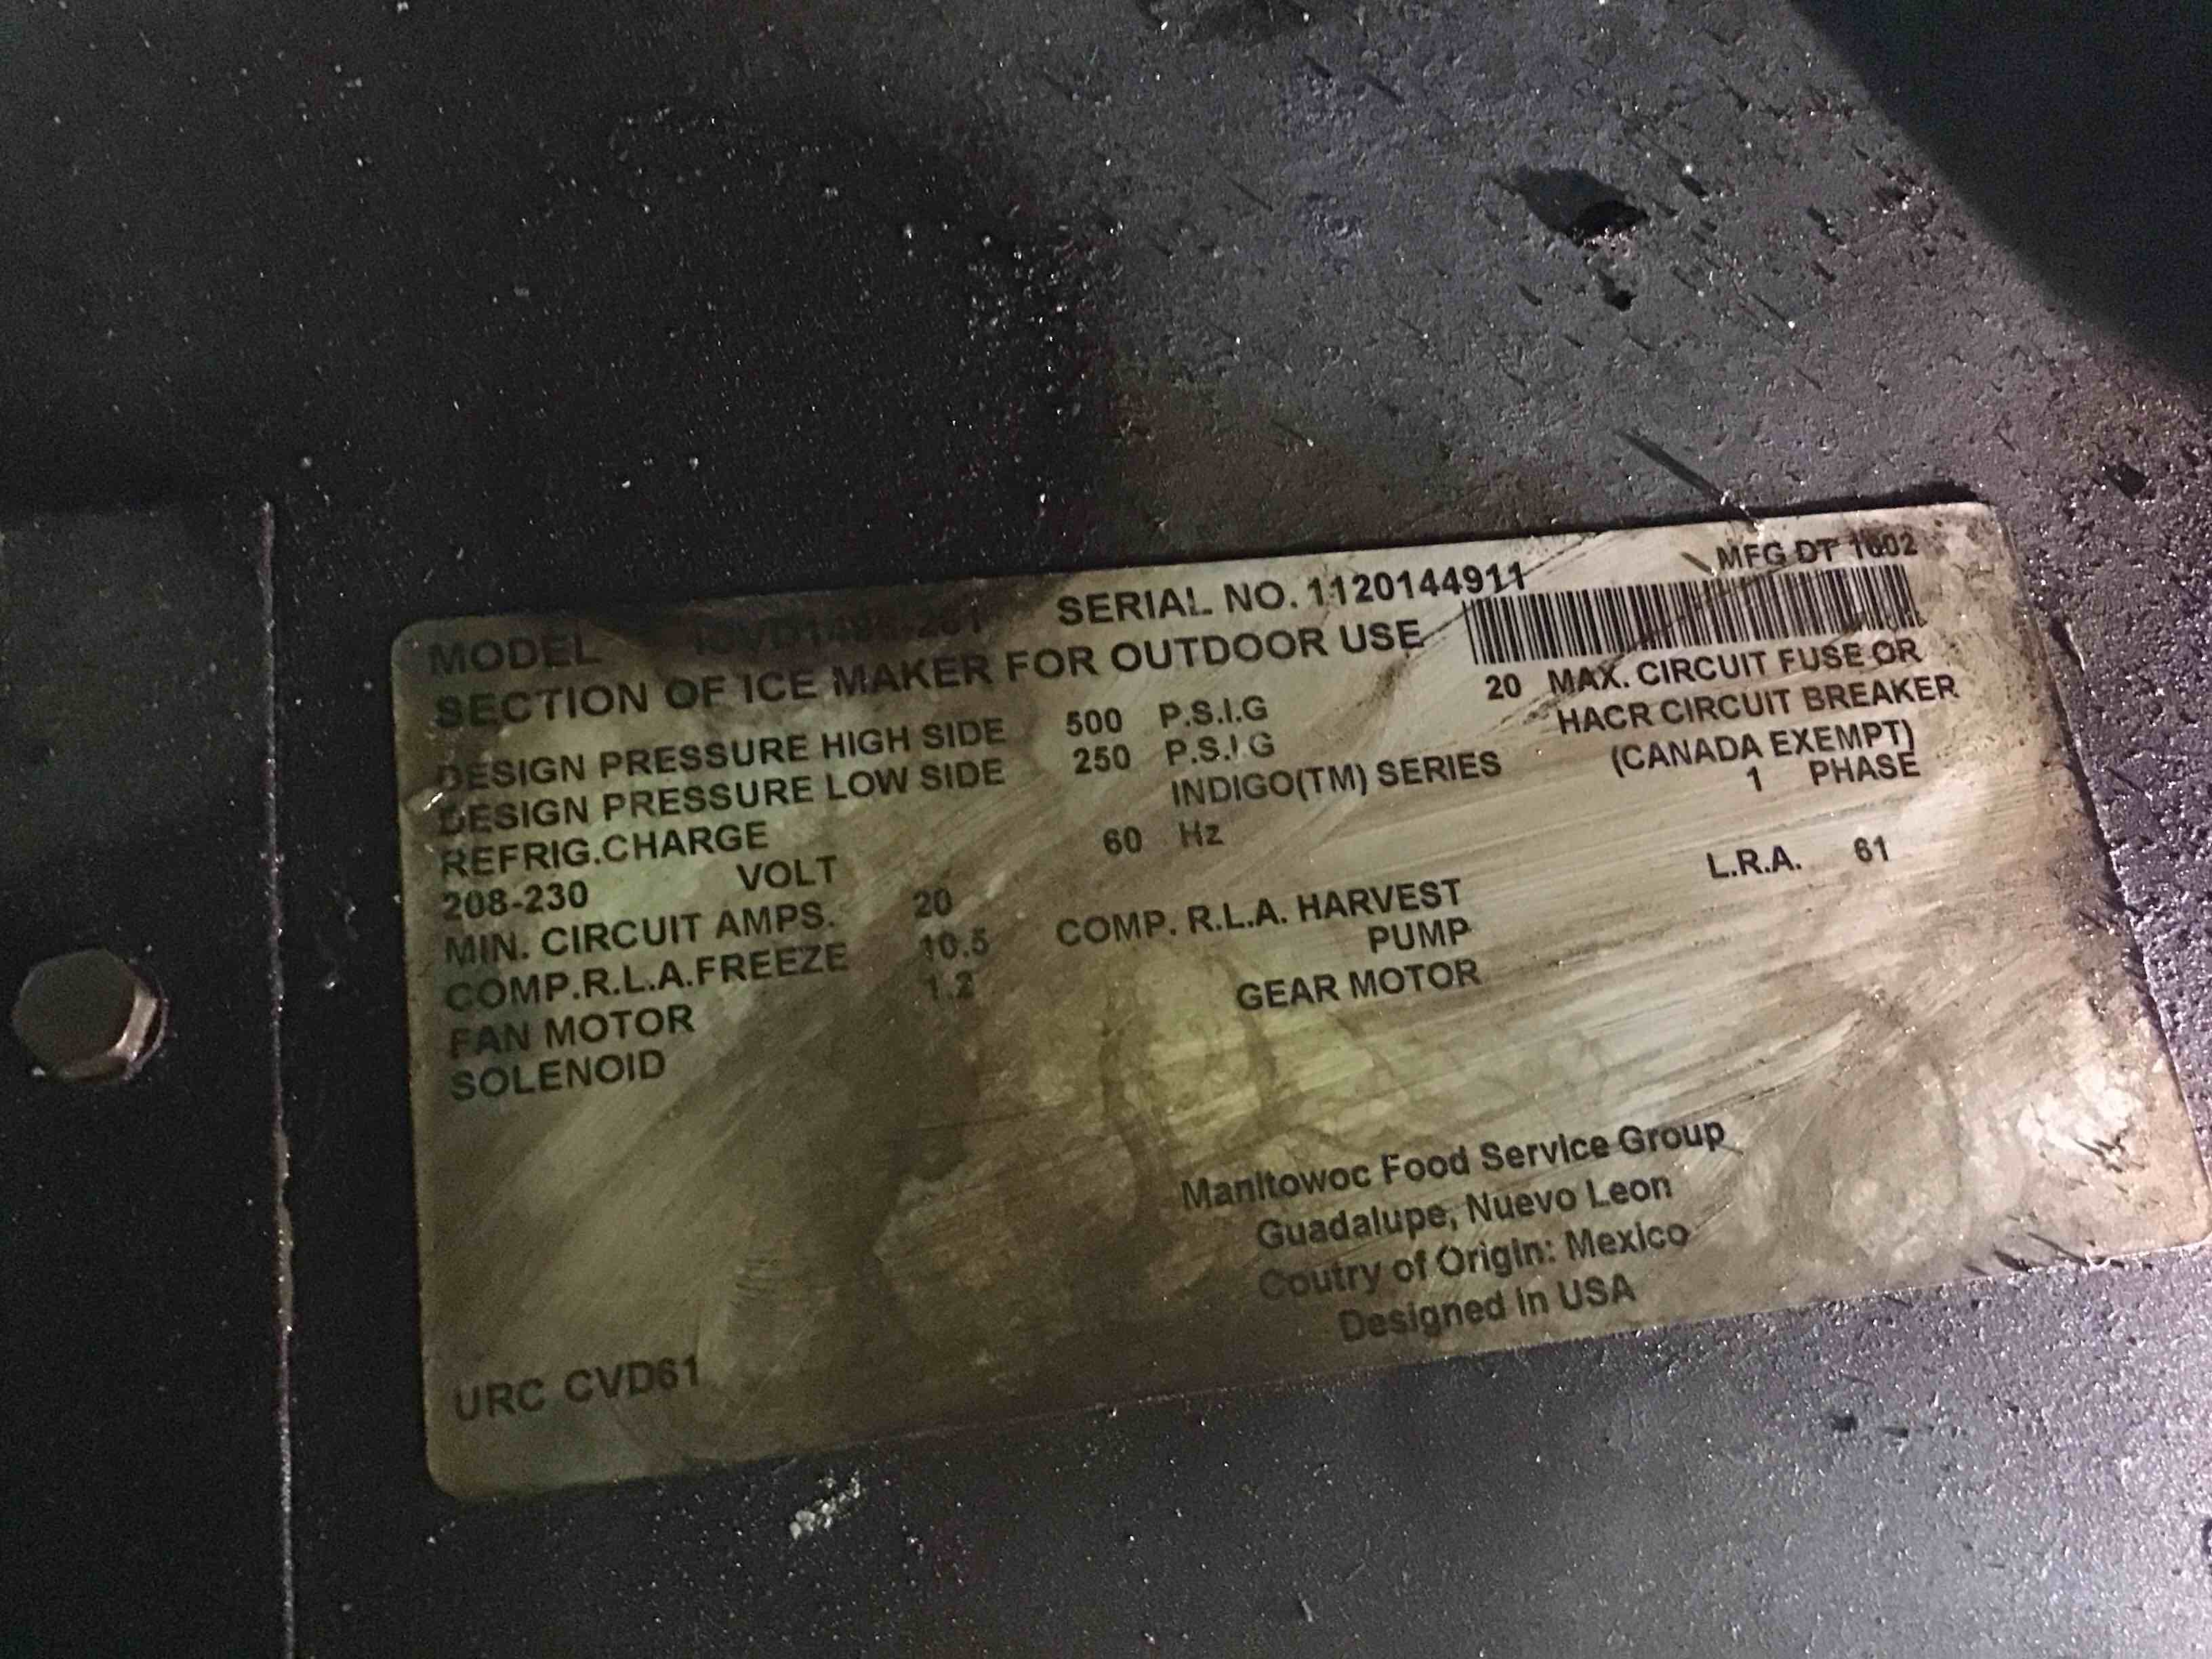 MFG DT 1602
MODEL ICVD1495-261 SERIAL NO. 1120144911
SECTION OF ICE MAKER FOR OUTDOOR USE
DESIGN PRESSURE HIGH SIDE 500 P.S.I.G 20 MAX. CIRCUIT FUSE OR
DESIGN PRESSURE LOW SIDE 250 P.S.I.G HACR CIRCUIT BREAKER
REFRIG.CHARGE INDIGO(TM) SERIES (CANADA EXEMPT)
208-230 VOLT 60 Hz 1 PHASE
MIN. CIRCUIT AMPS. 20
COMP.R.L.A.FREEZE 10.5 COMP. R.L.A. HARVEST L.R.A. 61
FAN MOTOR 1.2 PUMP
SOLENOID GEAR MOTOR
Manitowoc Food Service Group
Guadalupe, Nuevo Leon
Coutry of Origin: Mexico
Designed in USA
URC CVD61